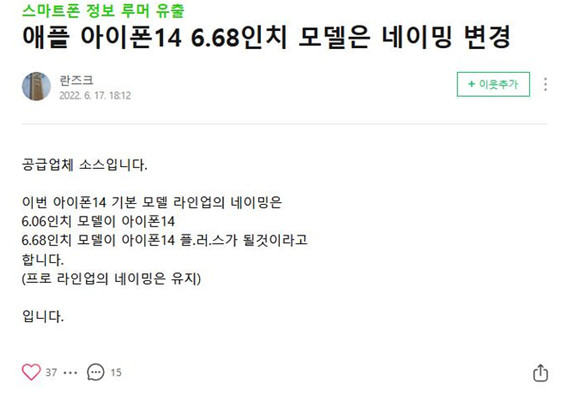 스마트폰 정보 루머 유출
애플 아이폰14 6.68인치 모델은 네이밍 변경
란즈크
2022. 6. 17. 18:12
+ 이웃추가
공급업체 소스입니다.
이번 아이폰14 기본 모델 라인업의 네이밍은
6.06인치 모델이 아이폰14
6.68인치 모델이 아이폰14 플.러.스가 될것이라고
합니다.
(프로 라인업의 네이밍은 유지)
입니다.
37 15